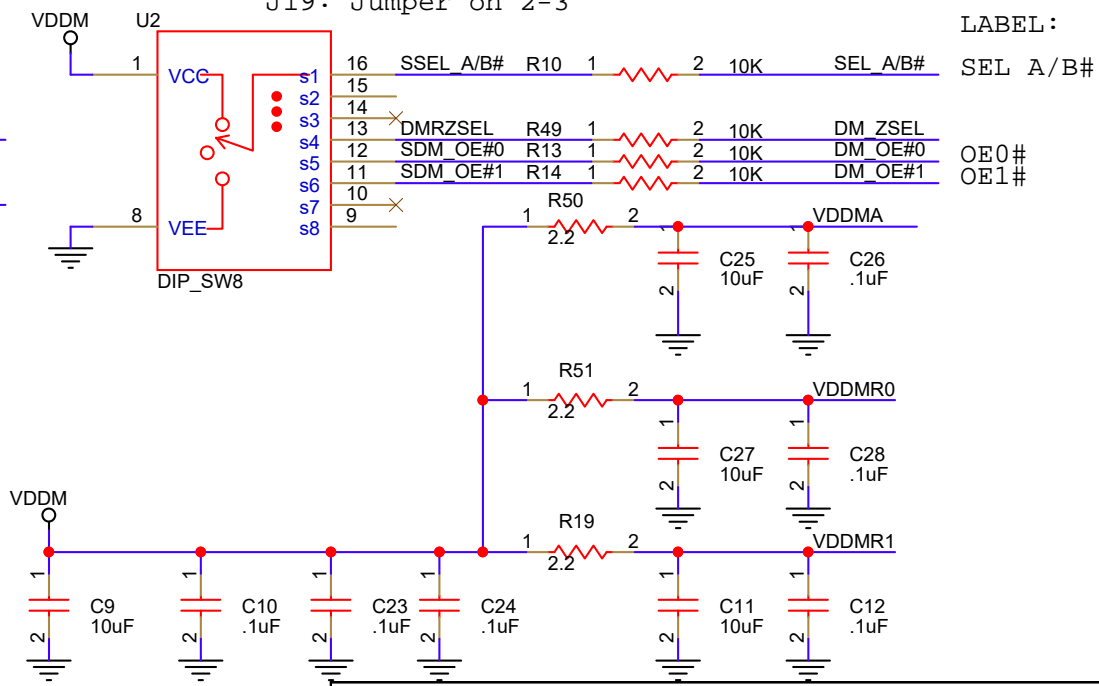 J19: Jumper on 2-3
LABEL:
VDDM
U2
1
VCC
s1
16
SSEL_A/B#
R10
1
2
10K
SEL_A/B#
SEL A/B#
s2
15
s3
14
s4
13
DMRZSEL
R49
1
2
10K
DM_ZSEL
s5
12
SDM_OE#0
R13
1
2
10K
DM_OE#0
OE0#
s6
11
SDM_OE#1
R14
1
2
10K
DM_OE#1
OE1#
s7
10
8
VEE
s8
9
DIP_SW8
R50
1
2
2.2
VDDMA
1
2
C25
10uF
1
2
C26
.1uF
R51
1
2
2.2
VDDMR0
1
2
C27
10uF
1
2
C28
.1uF
VDDM
R19
1
2
2.2
VDDMR1
1
2
C9
10uF
1
2
C10
.1uF
1
2
C23
.1uF
1
2
C24
.1uF
1
2
C11
10uF
1
2
C12
.1uF